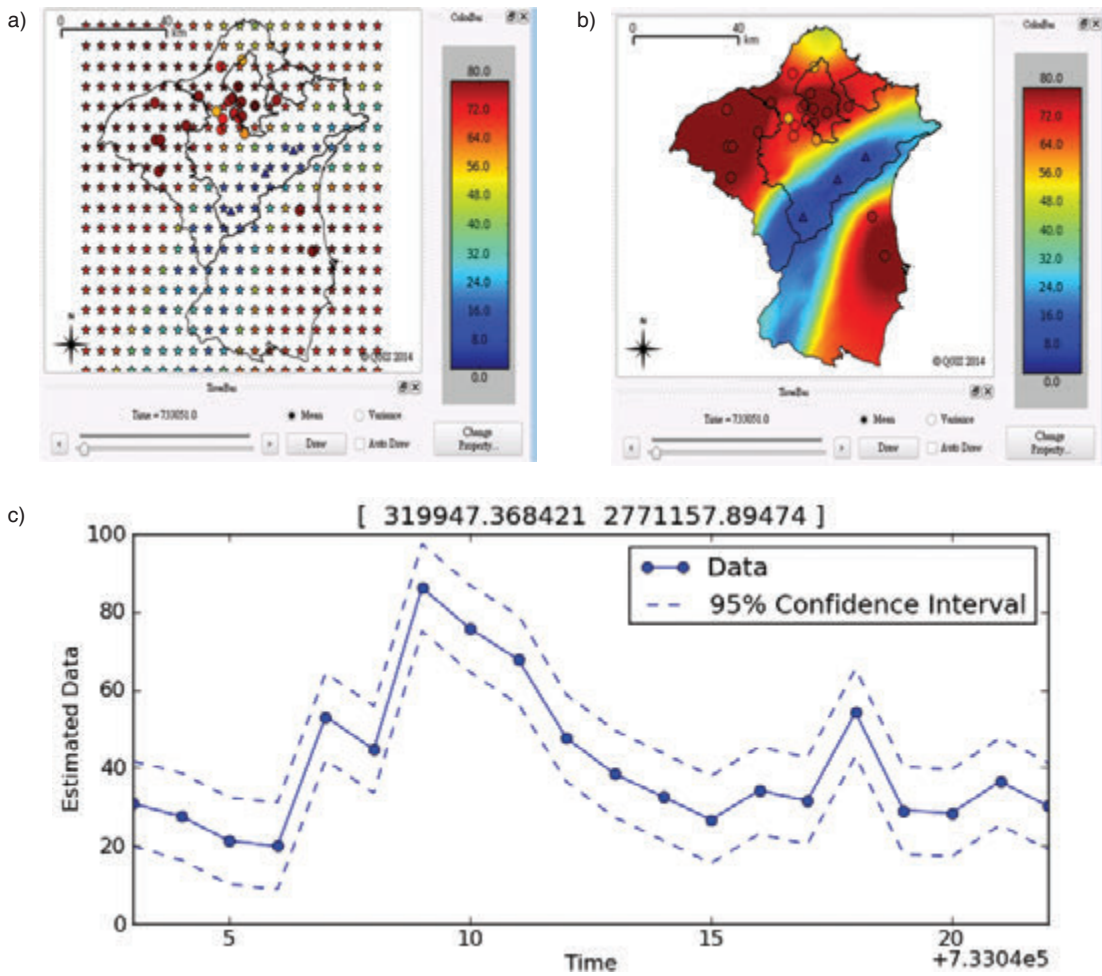 a)
0 40
km
ColorBar
80.0
72.0
64.0
56.0
48.0
40.0
32.0
24.0
16.0
8.0
0.0
N
© QGIS 2014
TimeBar
Time = 733051.0
Mean
Variance
<
>
Draw
Auto Draw
Change
Property...
b)
0 40
km
ColorBar
80.0
72.0
64.0
56.0
48.0
40.0
32.0
24.0
16.0
8.0
0.0
N
© QGIS 2014
TimeBar
Time = 733051.0
Mean
Variance
<
>
Draw
Auto Draw
Change
Property...
c)
[ 319947.368421 2771157.89474 ]
100
80
60
40
20
0
Estimated Data
Data
95% Confidence Interval
5 10 15 20
+7.3304e5
Time